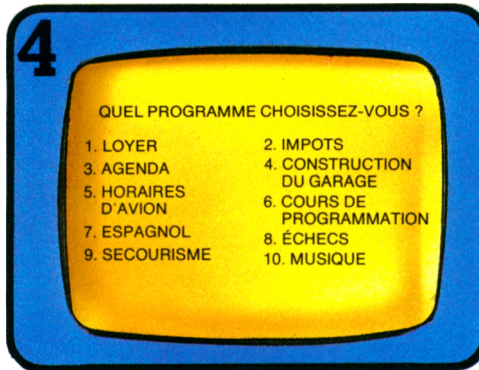 4
QUEL PROGRAMME CHOISISSEZ-VOUS ?
1. LOYER
2. IMPOTS
3. AGENDA
4. CONSTRUCTION
DU GARAGE
5. HORAIRES
D'AVION
6. COURS DE
PROGRAMMATION
7. ESPAGNOL
8. ÉCHECS
9. SECOURISME
10. MUSIQUE